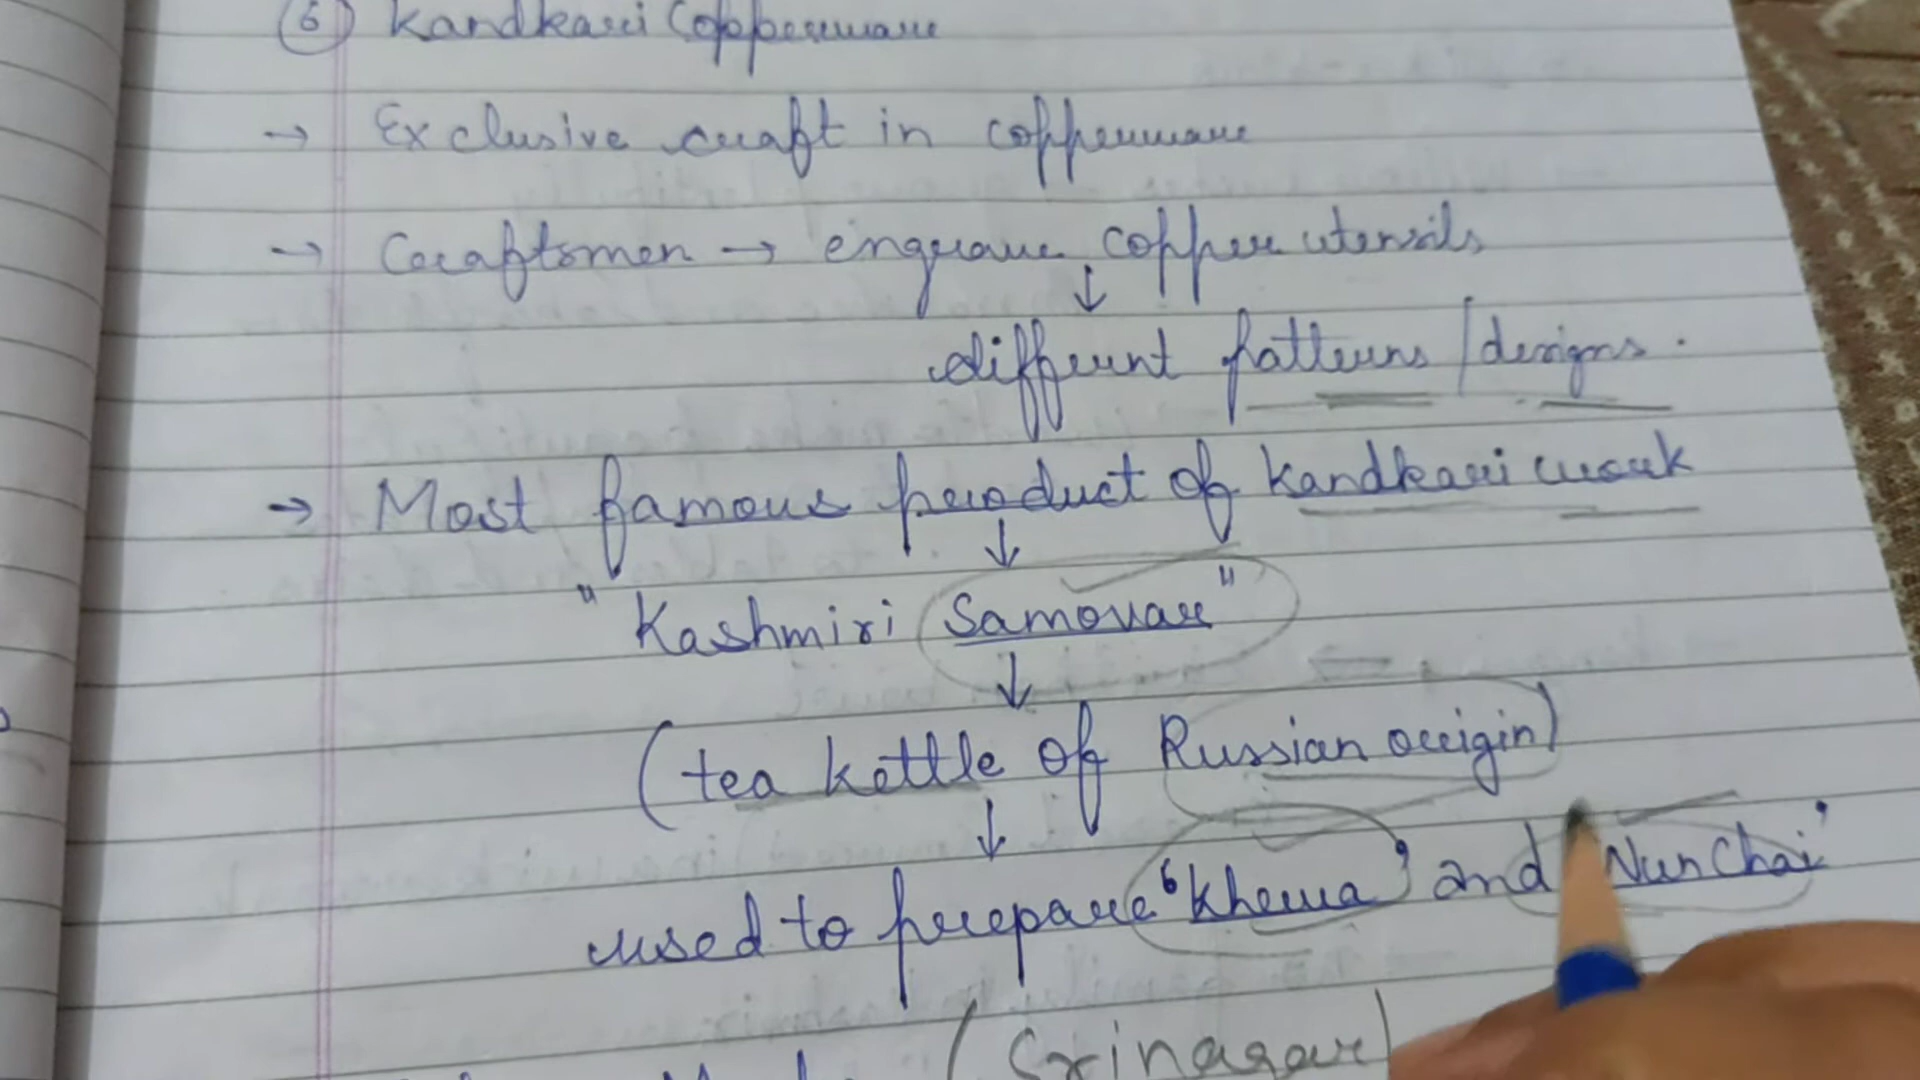 ⑥ Kandkari Copperware
→ Exclusive craft in copperware
→ Craftsmen → engrave copper utensils
↓
different patterns / designs.
→ Most famous product of Kandkari work
↓
"Kashmiri Samovar"
↓
(tea kettle of Russian origin)
↓
used to prepare 'Khewa' and Nun Chai'
(Srinagar)